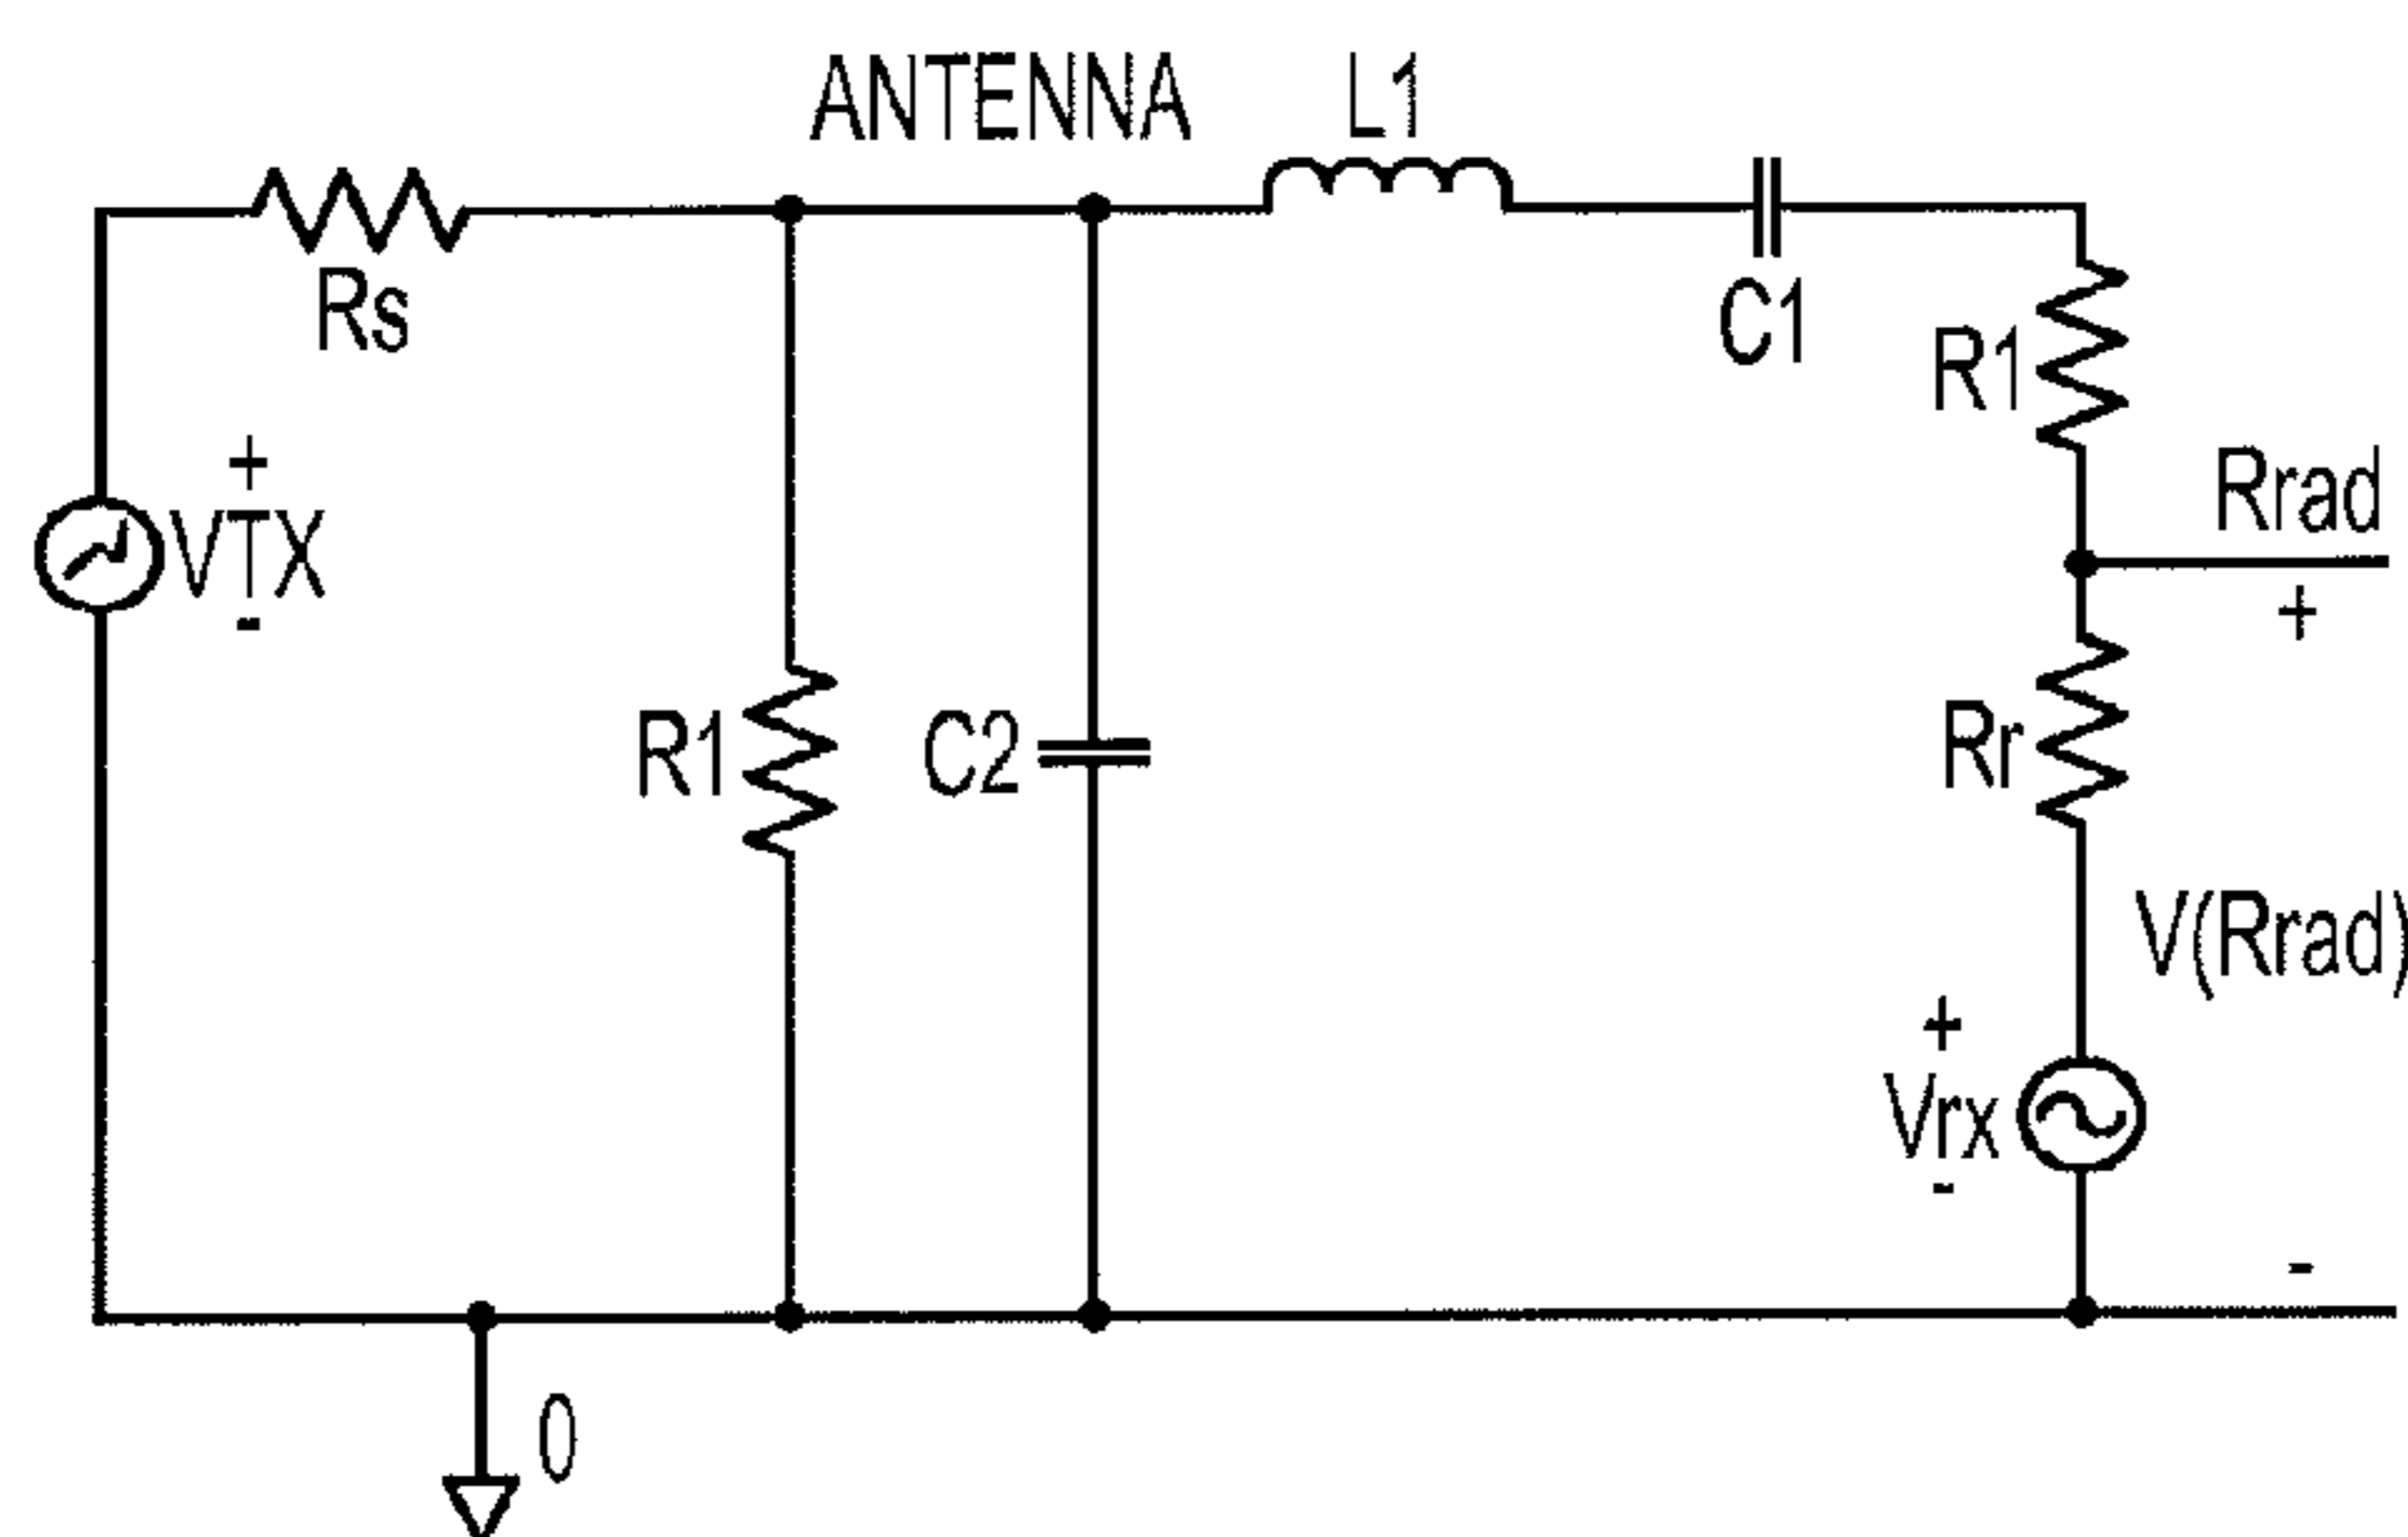 ANTENNA
L1
Rs
C1
R1
Rrad
+
+
VTX
-
R1
C2
Rr
V(Rrad)
+
Vrx
-
-
0